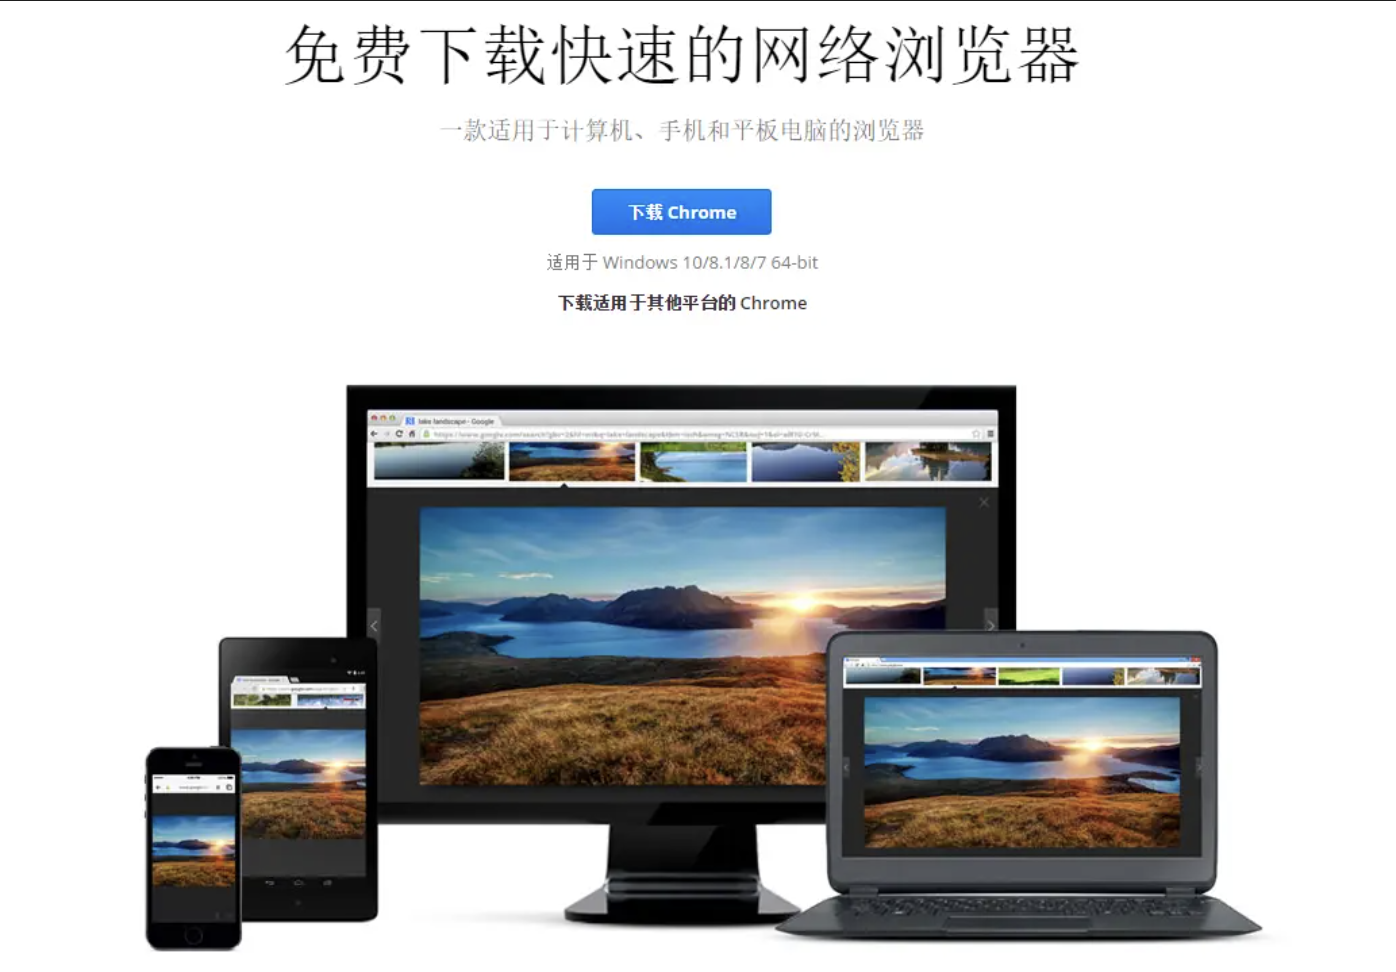 免费下载快速的网络浏览器
一款适用于计算机、手机和平板电脑的浏览器
下载 Chrome
适用于 Windows 10/8.1/8/7 64-bit
下载适用于其他平台的 Chrome
lake landscape - Google